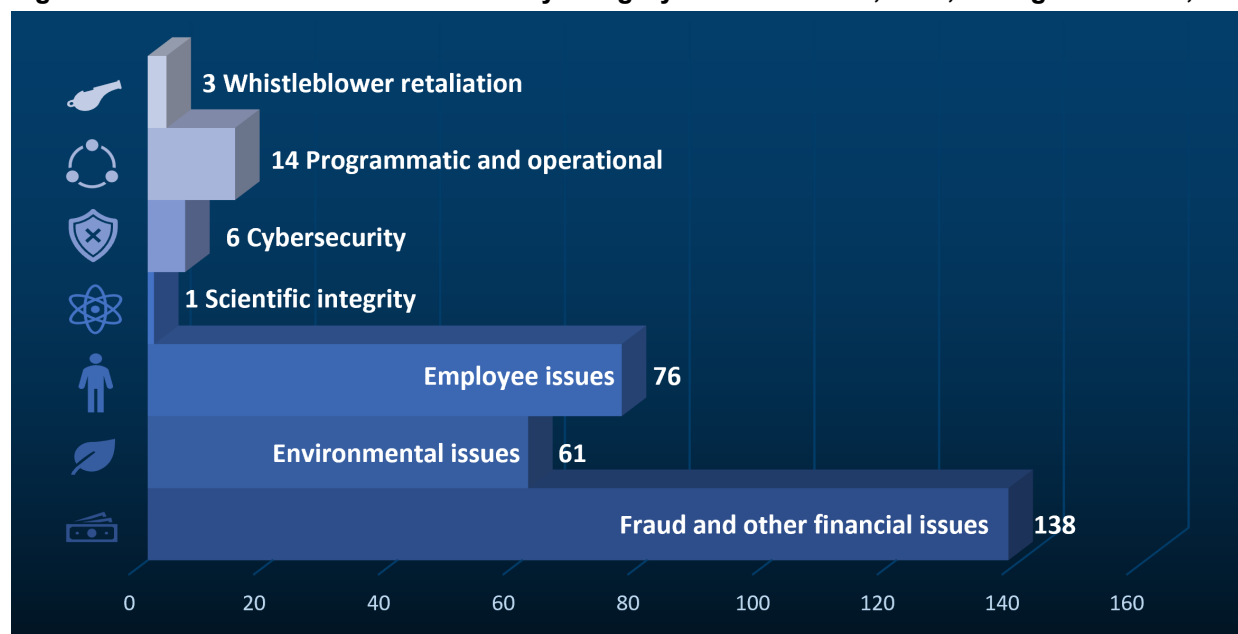 3 Whistleblower retaliation
14 Programmatic and operational
6 Cybersecurity
1 Scientific integrity
Employee issues 76
Environmental issues 61
Fraud and other financial issues 138
0 20 40 60 80 100 120 140 160